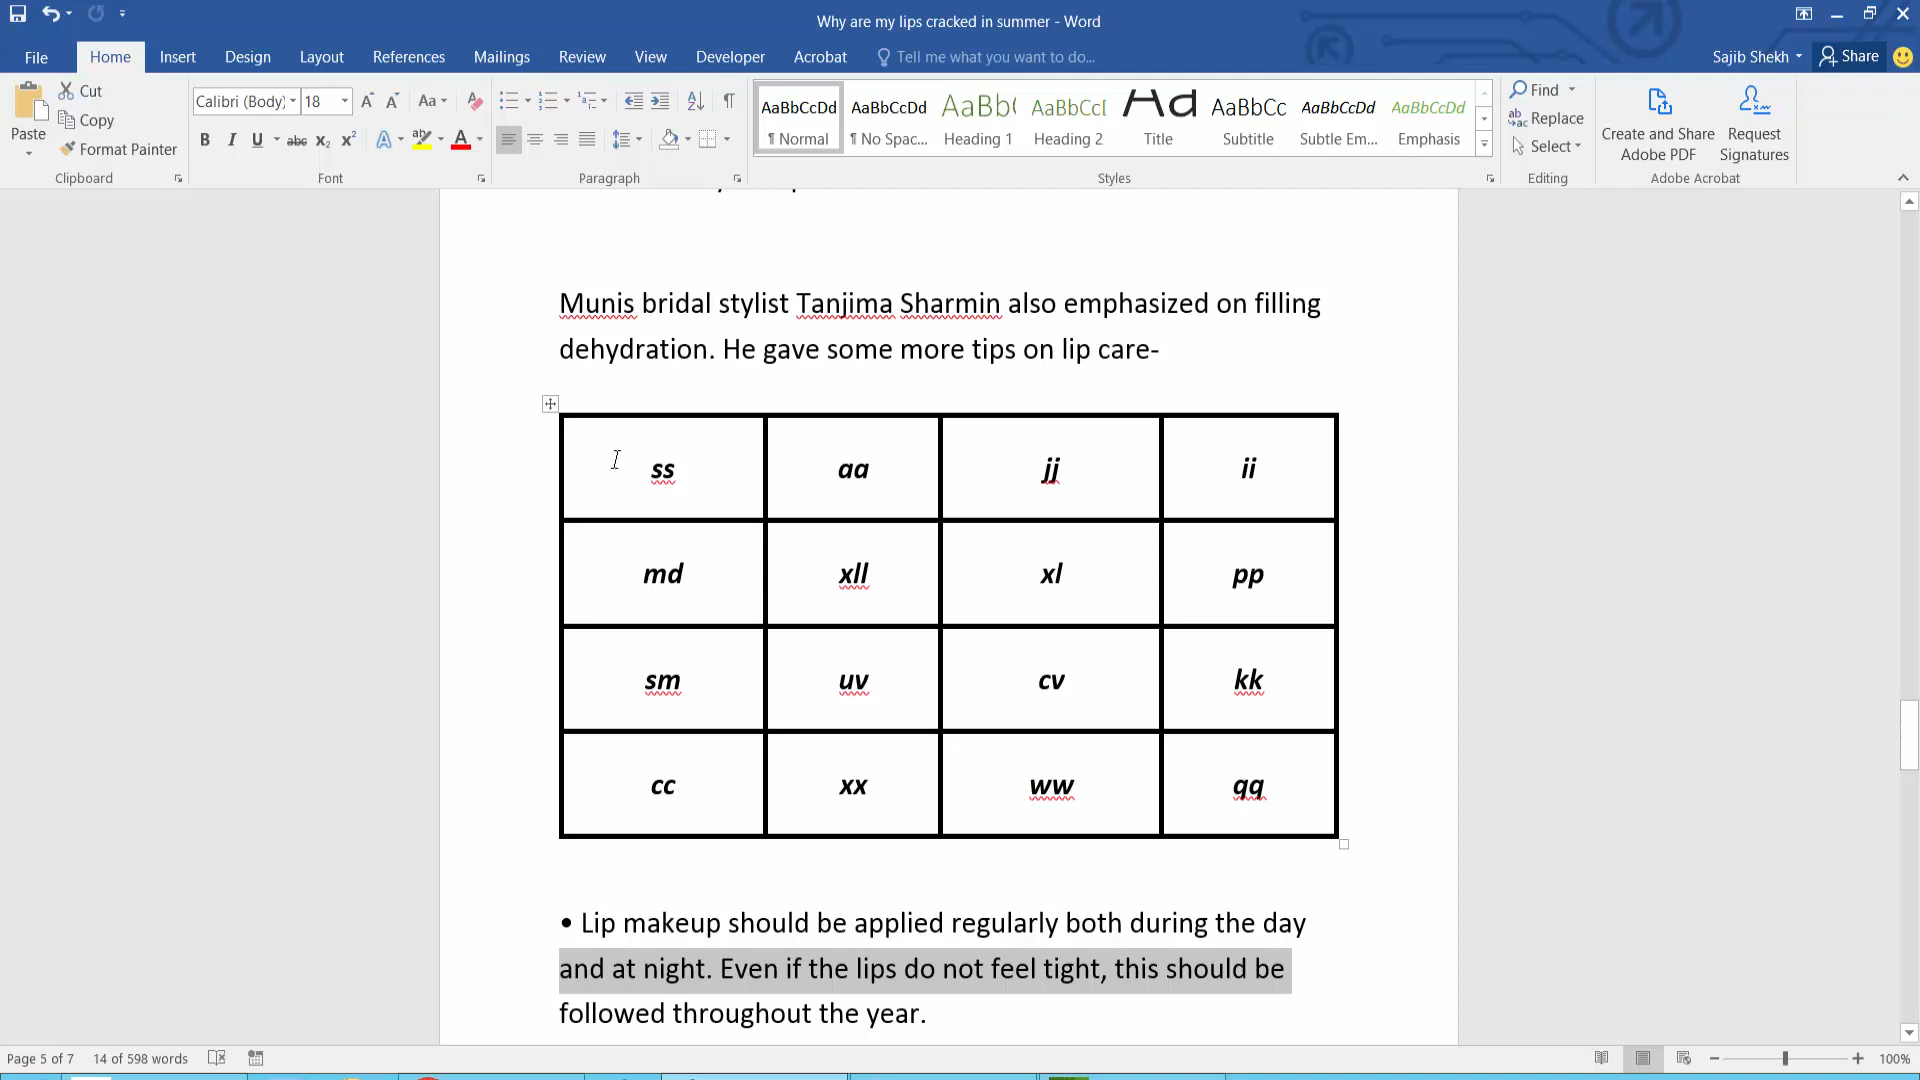 Why are my lips cracked in summer - Word
File Home Insert Design Layout References Mailings Review View Developer Acrobat Tell me what you want to do... Sajib Shekh Share
Paste Cut Copy Format Painter
Calibri (Body) 18 Aa
B I U abc X₂ X² A A
AaBbCcDd AaBbCcDd AaBb( AaBbCcI Ad AaBbCc AaBbCcDd AaBbCcDd
¶ Normal ¶ No Spac... Heading 1 Heading 2 Title Subtitle Subtle Em... Emphasis
Find Replace Select
Create and Share Adobe PDF Request Signatures
Clipboard Font Paragraph Styles Editing Adobe Acrobat
Munis bridal stylist Tanjima Sharmin also emphasized on filling
dehydration. He gave some more tips on lip care-
ss aa jj ii
md xll xl pp
sm uv cv kk
cc xx ww qq
• Lip makeup should be applied regularly both during the day
and at night. Even if the lips do not feel tight, this should be
followed throughout the year.
Page 5 of 7 14 of 598 words 100%